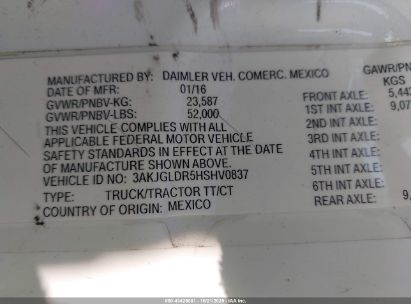 MANUFACTURED BY: DAIMLER VEH. COMERC. MEXICO
DATE OF MFR: 01/16
GVWR/PNBV-KG: 23,587
GVWR/PNBV-LBS: 52,000
THIS VEHICLE COMPLIES WITH ALL
APPLICABLE FEDERAL MOTOR VEHICLE
SAFETY STANDARDS IN EFFECT AT THE DATE
OF MANUFACTURE SHOWN ABOVE.
VEHICLE ID NO: 3AKJGLDR5HSHV0837
TYPE: TRUCK/TRACTOR TT/CT
COUNTRY OF ORIGIN: MEXICO
GAWR/PN
KGS
FRONT AXLE: 5,44
1ST INT AXLE: 9,07
2ND INT AXLE:
3RD INT AXLE:
4TH INT AXLE:
5TH INT AXLE:
6TH INT AXLE:
REAR AXLE: 9,